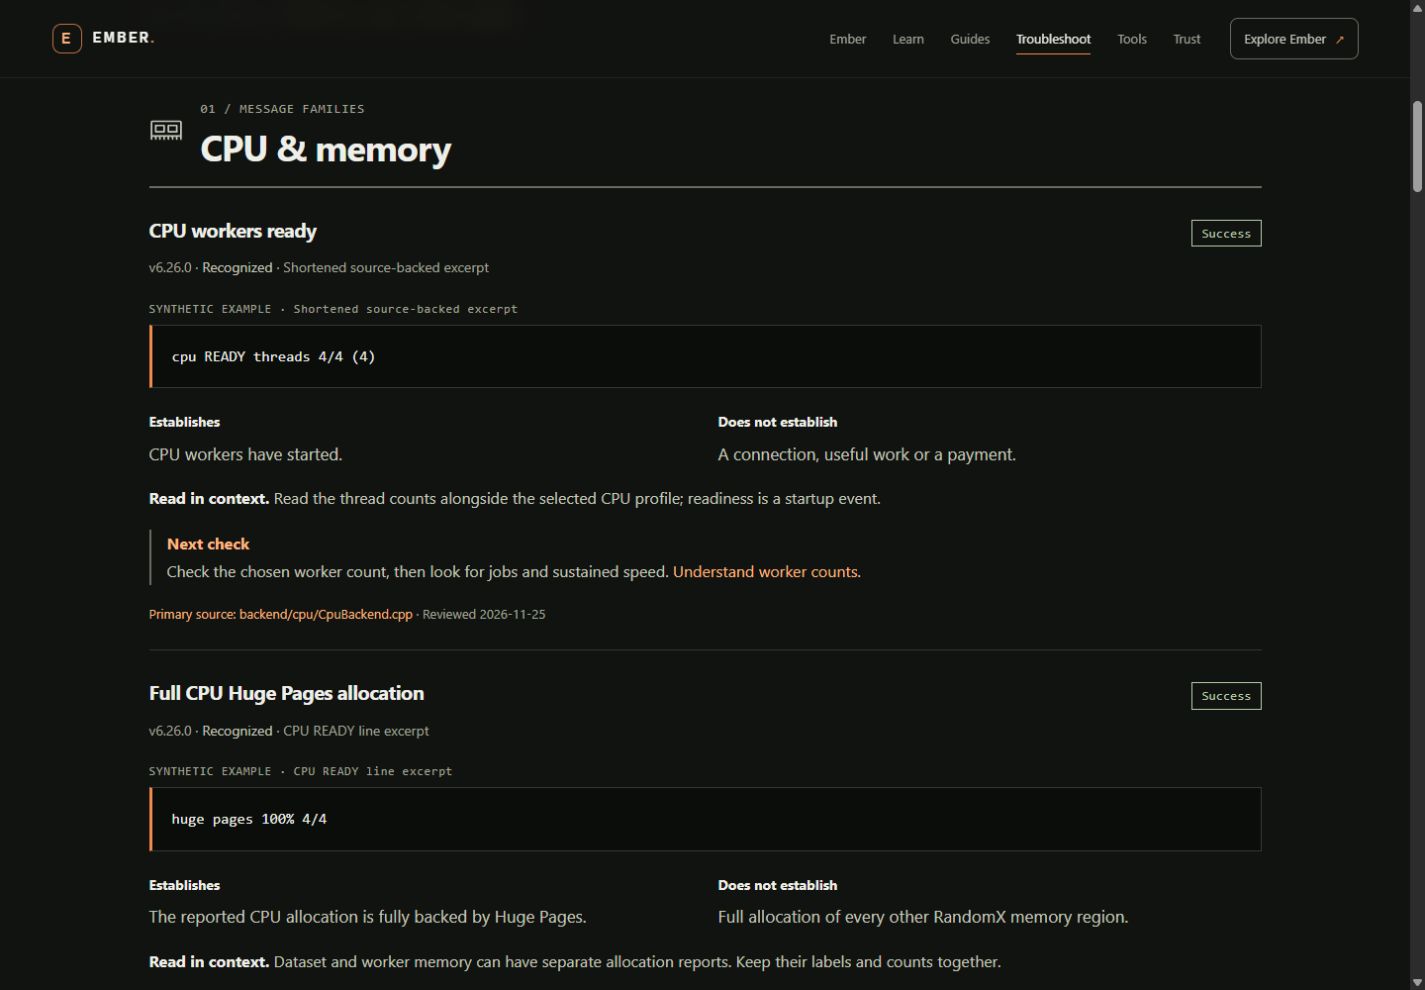 E EMBER.
Ember Learn Guides Troubleshoot Tools Trust Explore Ember ↗
01 / MESSAGE FAMILIES
CPU & memory
CPU workers ready
Success
v6.26.0 · Recognized · Shortened source-backed excerpt
SYNTHETIC EXAMPLE · Shortened source-backed excerpt
cpu READY threads 4/4 (4)
Establishes
CPU workers have started.
Does not establish
A connection, useful work or a payment.
Read in context. Read the thread counts alongside the selected CPU profile; readiness is a startup event.
Next check
Check the chosen worker count, then look for jobs and sustained speed. Understand worker counts.
Primary source: backend/cpu/CpuBackend.cpp · Reviewed 2026-11-25
Full CPU Huge Pages allocation
Success
v6.26.0 · Recognized · CPU READY line excerpt
SYNTHETIC EXAMPLE · CPU READY line excerpt
huge pages 100% 4/4
Establishes
The reported CPU allocation is fully backed by Huge Pages.
Does not establish
Full allocation of every other RandomX memory region.
Read in context. Dataset and worker memory can have separate allocation reports. Keep their labels and counts together.